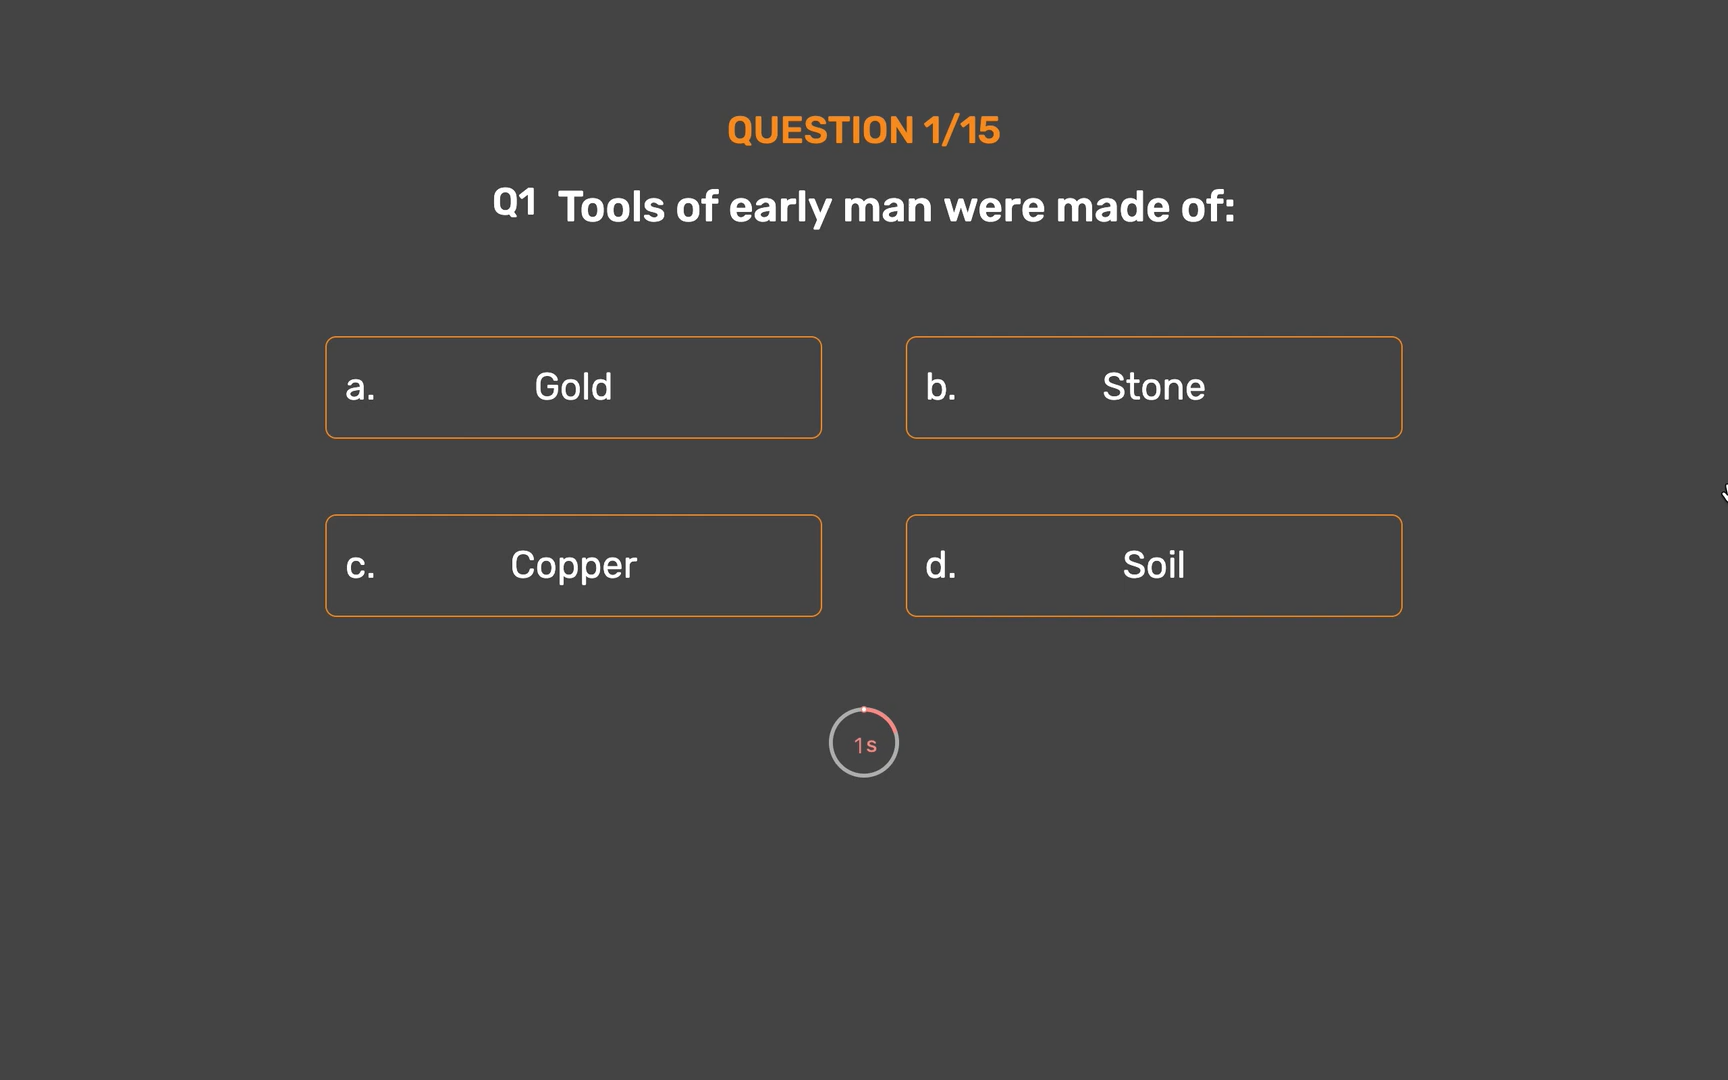 QUESTION 1/15
Q1 Tools of early man were made of:
a. Gold
b. Stone
c. Copper
d. Soil
1s